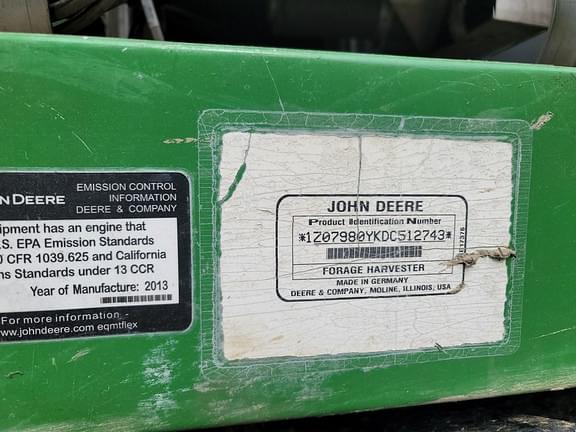 N DEERE
EMISSION CONTROL
INFORMATION
DEERE & COMPANY
ipment has an engine that
.S. EPA Emission Standards
0 CFR 1039.625 and California
ns Standards under 13 CCR
Year of Manufacture: 2013
For more information -
w.johndeere.com eqmtflex
JOHN DEERE
Product Identification Number
*1Z07980YKDC512743*
FORAGE HARVESTER
MADE IN GERMANY
DEERE & COMPANY, MOLINE, ILLINOIS, USA